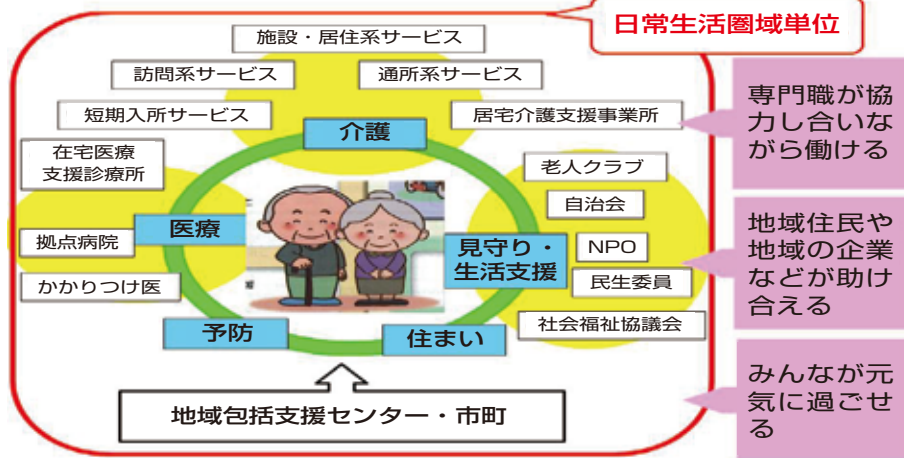 日常生活圏域単位
施設・居住系サービス
訪問系サービス
通所系サービス
短期入所サービス
居宅介護支援事業所
介護
在宅医療
支援診療所
医療
拠点病院
かかりつけ医
老人クラブ
自治会
見守り・
生活支援
NPO
民生委員
社会福祉協議会
予防
住まい
地域包括支援センター・市町
専門職が協
力し合いな
がら働ける
地域住民や
地域の企業
などが助け
合える
みんなが元
気に過ごせ
る